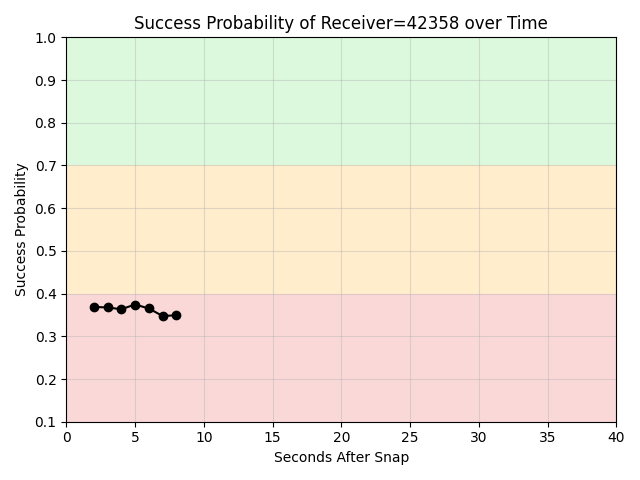 Success Probability of Receiver=42358 over Time
1.0
0.9
0.8
0.7
0.6
0.5
0.4
0.3
0.2
0.1
Success Probability
0 5 10 15 20 25 30 35 40
Seconds After Snap